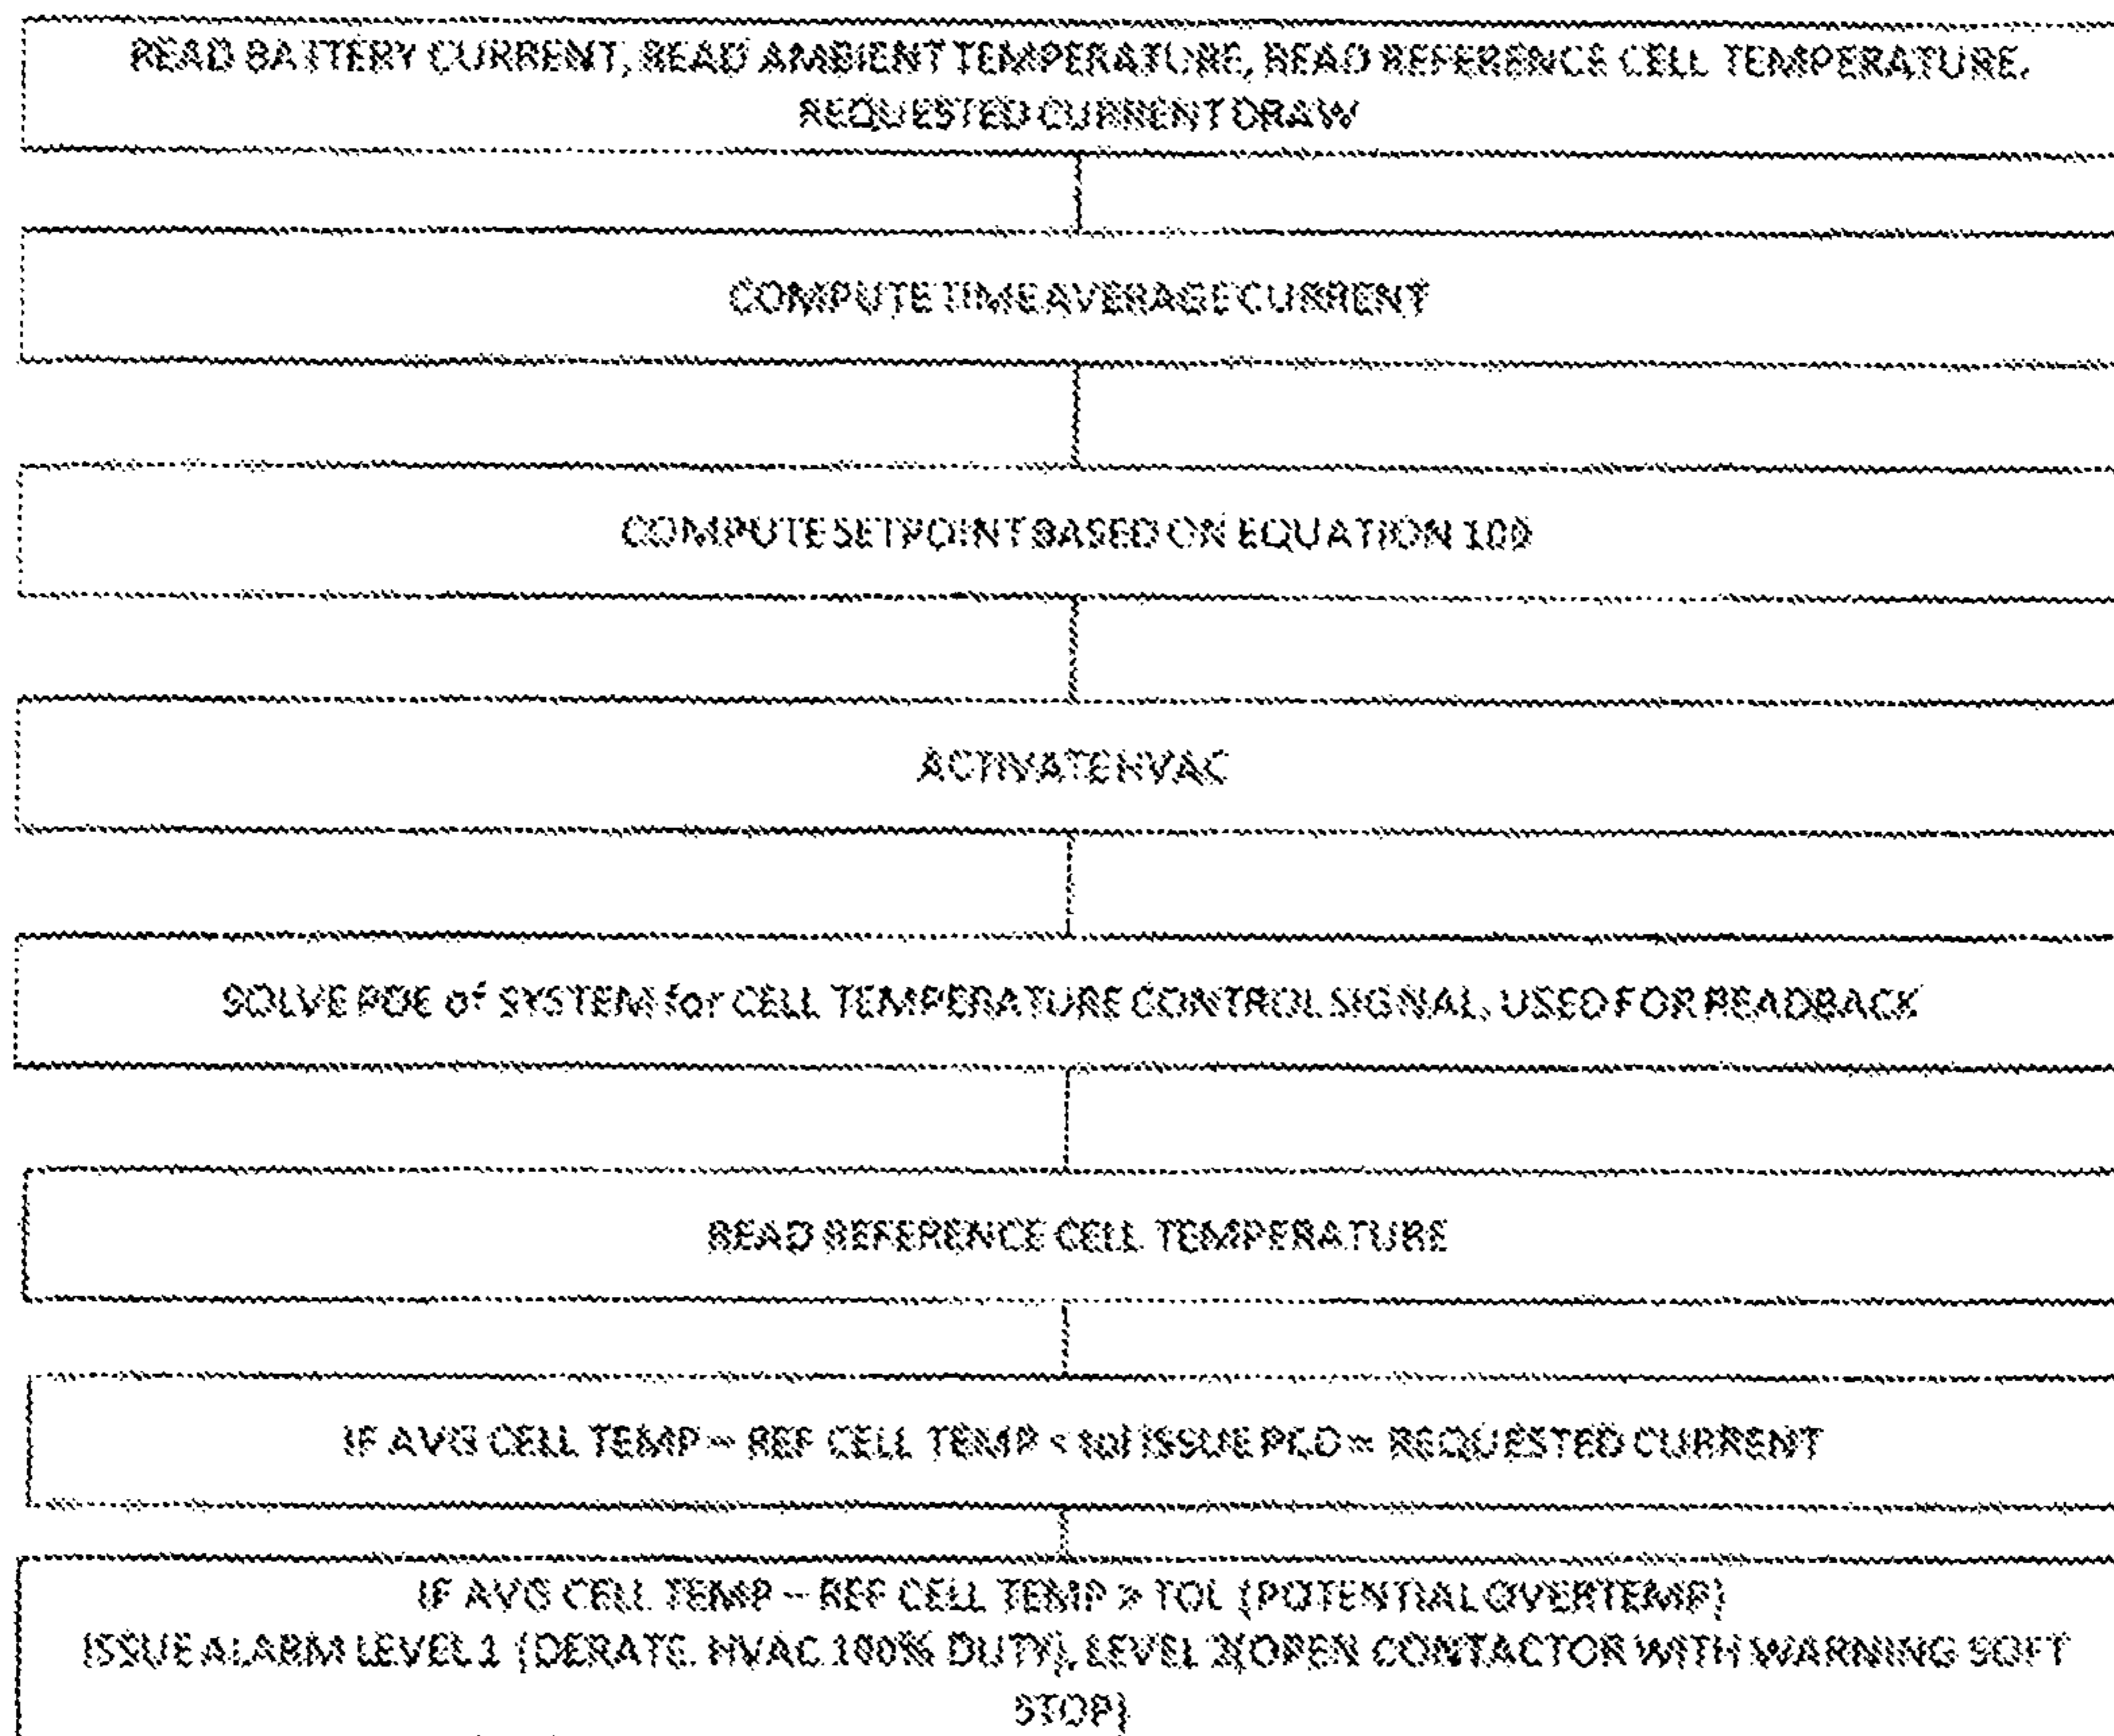 READ BATTERY CURRENT, READ AMBIENT TEMPERATURE, READ REFERENCE CELL TEMPERATURE,
REQUESTED CURRENT DRAW
COMPUTE TIME AVERAGE CURRENT
COMPUTE SETPOINT BASED ON EQUATION 100
ACTIVATE HVAC
SOLVE PDE of SYSTEM for CELL TEMPERATURE CONTROL SIGNAL, USED FOR READBACK
READ REFERENCE CELL TEMPERATURE
IF AVG CELL TEMP – REF CELL TEMP < tol ISSUE PLO = REQUESTED CURRENT
IF AVG CELL TEMP – REF CELL TEMP > TOL (POTENTIAL OVERTEMP)
ISSUE ALARM LEVEL 1 (DERATE. HVAC 100% DUTY), LEVEL 2(OPEN CONTACTOR WITH WARNING SOFT
STOP)